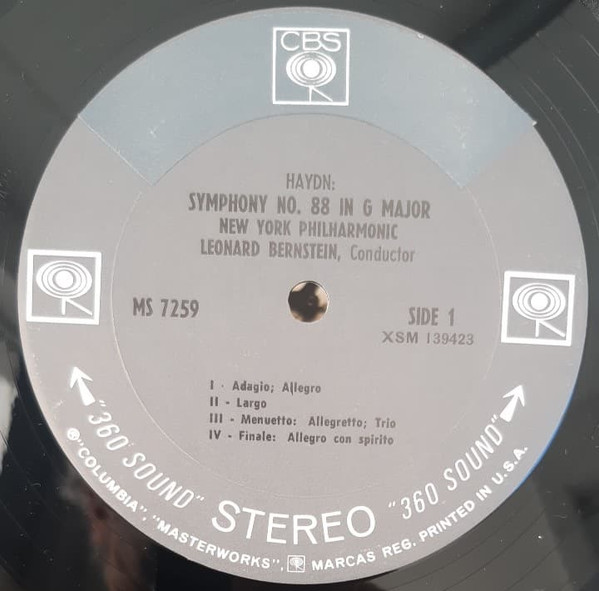 CBS
HAYDN:
SYMPHONY NO. 88 IN G MAJOR
NEW YORK PHILHARMONIC
LEONARD BERNSTEIN, Conductor
MS 7259
SIDE 1
XSM 139423
I - Adagio; Allegro
II - Largo
III - Menuetto: Allegretto; Trio
IV - Finale: Allegro con spirito
"360 SOUND" STEREO "360 SOUND"
℗"COLUMBIA", "MASTERWORKS", MARCAS REG. PRINTED IN U.S.A.